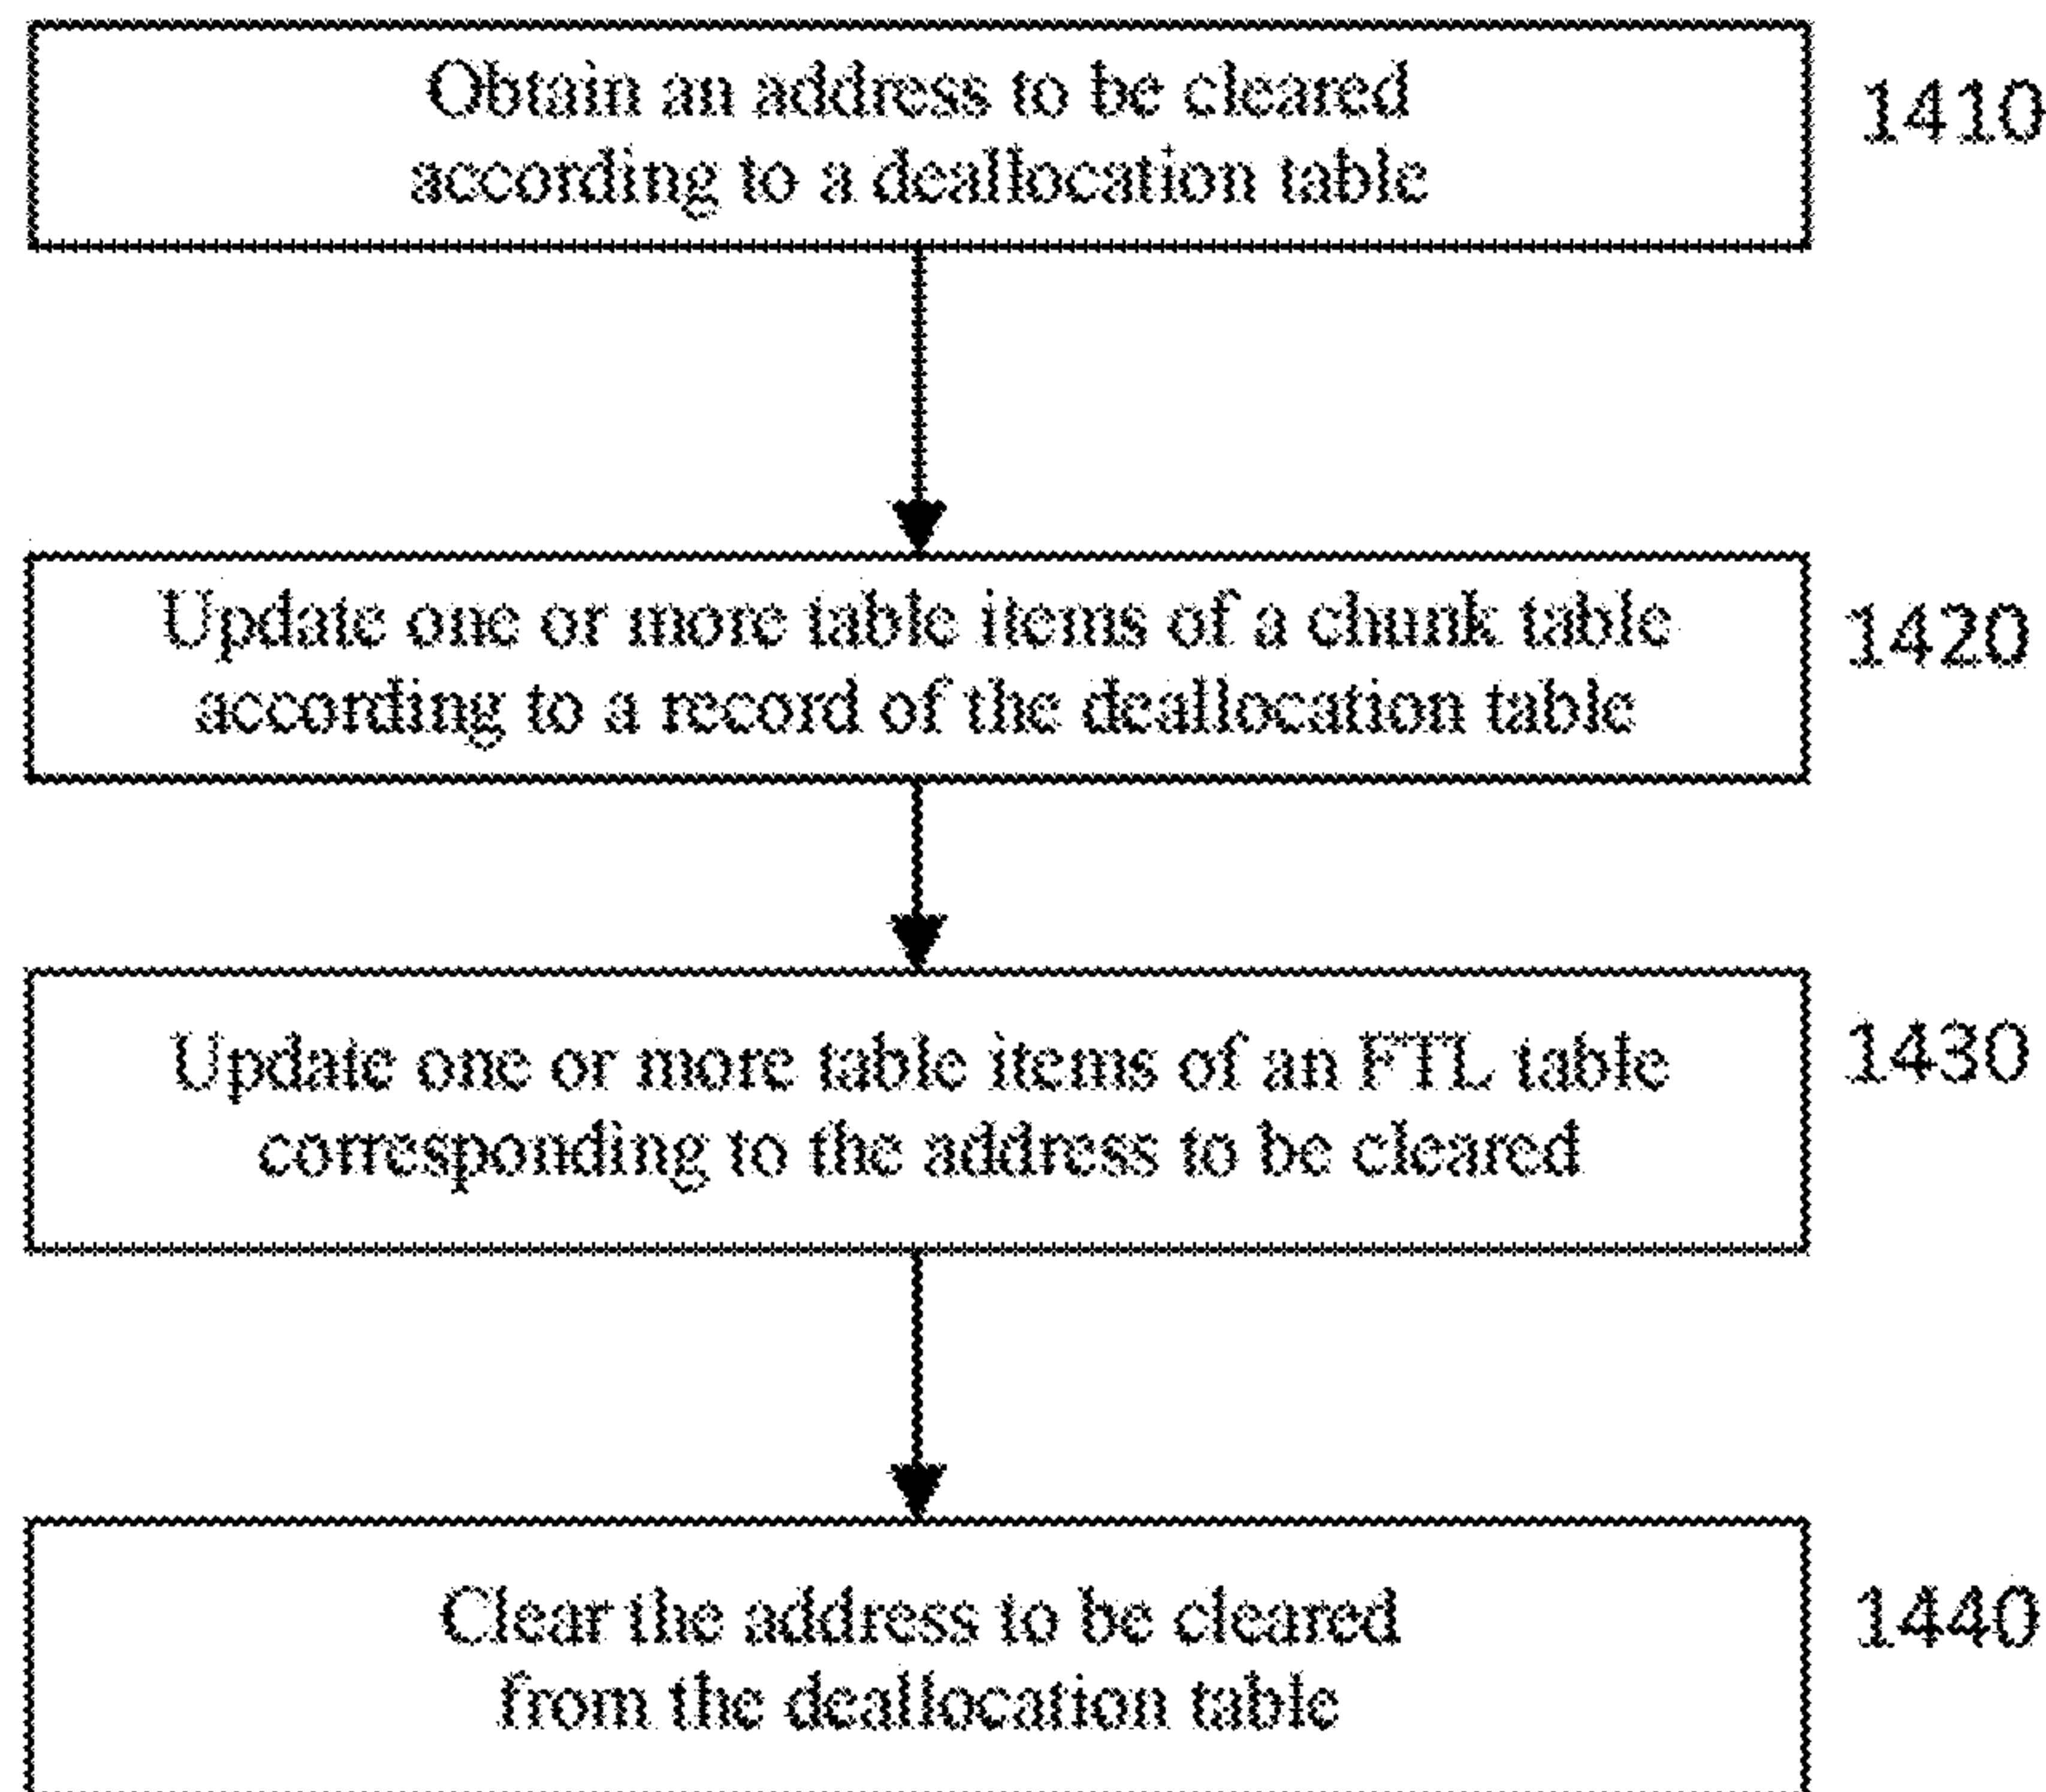 Obtain an address to be cleared
according to a deallocation table
1410
Update one or more table items of a chunk table
according to a record of the deallocation table
1420
Update one or more table items of an FTL table
corresponding to the address to be cleared
1430
Clear the address to be cleared
from the deallocation table
1440